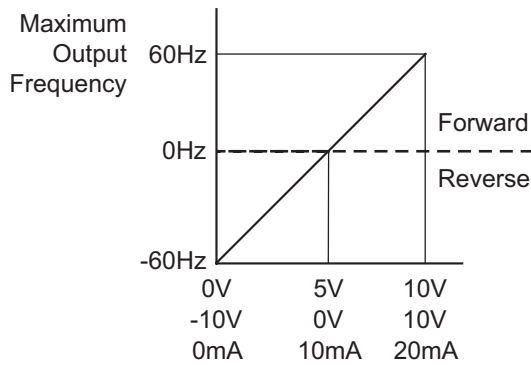 Maximum
Output
Frequency
60Hz
Forward
0Hz
Reverse
-60Hz
0V 5V 10V
-10V 0V 10V
0mA 10mA 20mA